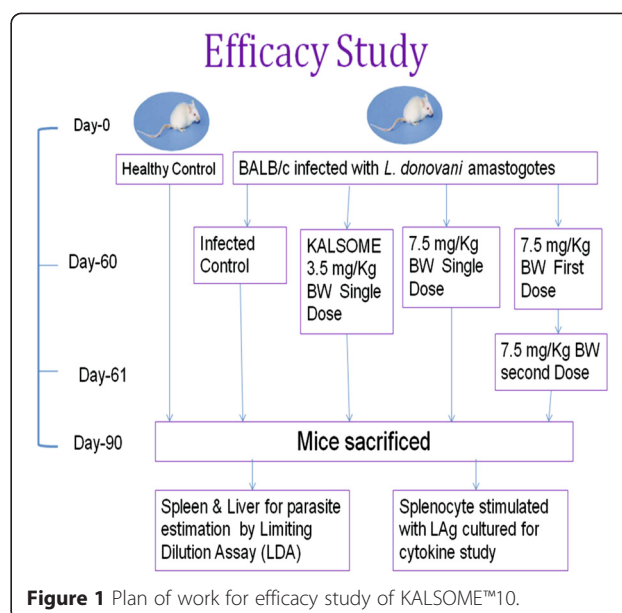 Efficacy Study
Day-0
Healthy Control
BALB/c infected with L. donovani amastogotes
Day-60
Infected
Control
KALSOME
3.5 mg/Kg
BW Single
Dose
7.5 mg/Kg
BW Single
Dose
7.5 mg/Kg
BW First
Dose
Day-61
7.5 mg/Kg BW
second Dose
Day-90
Mice sacrificed
Spleen & Liver for parasite
estimation by Limiting
Dilution Assay (LDA)
Splenocyte stimulated
with LAg cultured for
cytokine study
Figure 1 Plan of work for efficacy study of KALSOME™10.